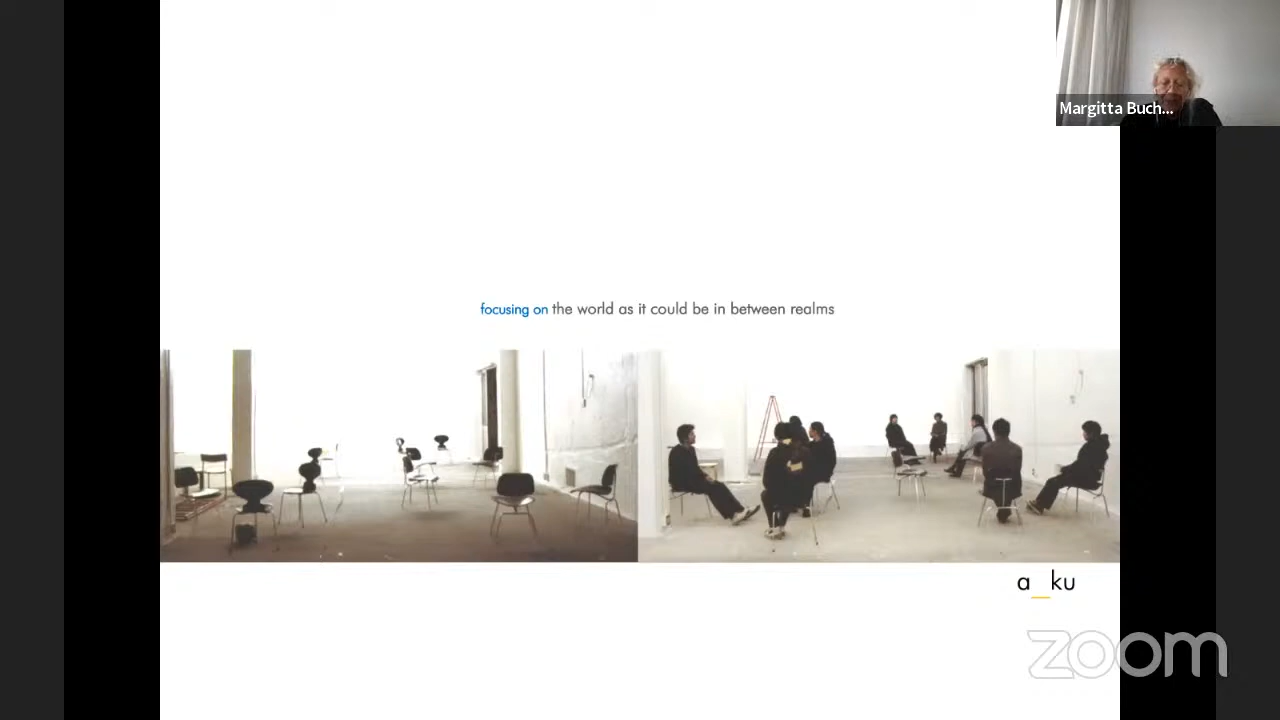 Margitta Buch...
focusing on the world as it could be in between realms
a_ku
zoom